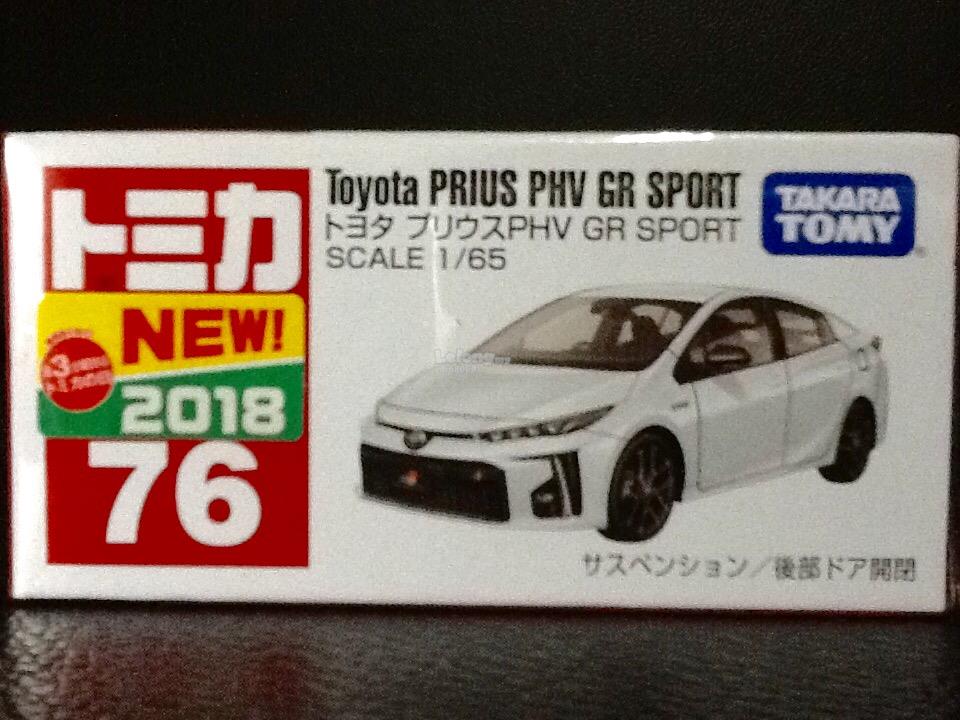 トミカ
NEW!
2018
76
Toyota PRIUS PHV GR SPORT
トヨタ プリウスPHV GR SPORT
SCALE 1/65
TAKARA
TOMY
サスペンション／後部ドア開閉